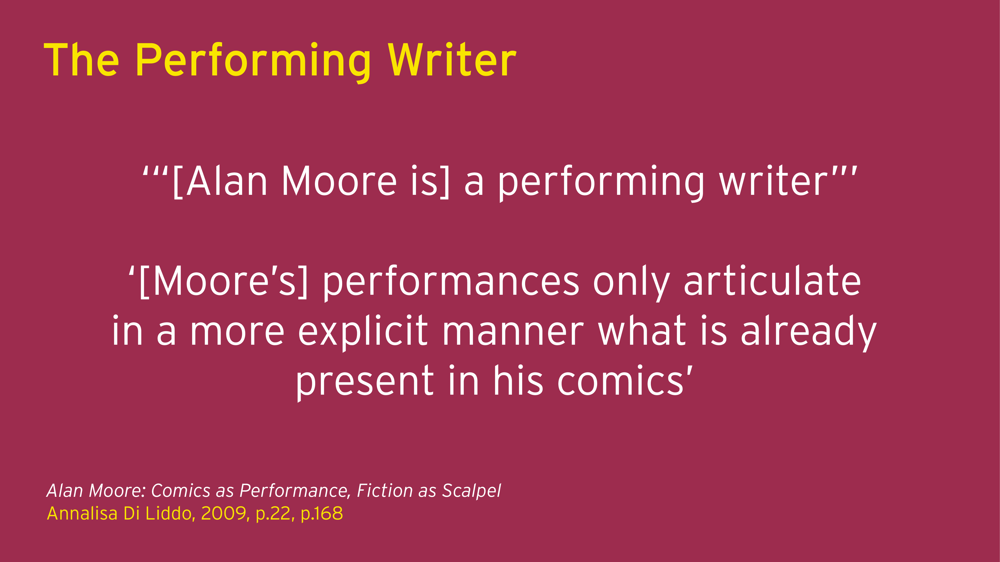 The Performing Writer
‘“[Alan Moore is] a performing writer”’
‘[Moore’s] performances only articulate
in a more explicit manner what is already
present in his comics’
Alan Moore: Comics as Performance, Fiction as Scalpel
Annalisa Di Liddo, 2009, p.22, p.168